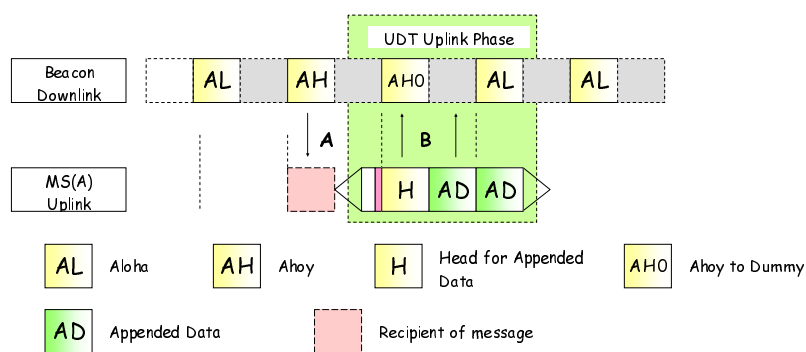 UDT Uplink Phase
Beacon
Downlink
AL
AH
AH0
AL
AL
A
B
MS(A)
Uplink
H
AD
AD
AL
Aloha
AH
Ahoy
H
Head for Appended
Data
AH0
Ahoy to Dummy
AD
Appended Data
Recipient of message